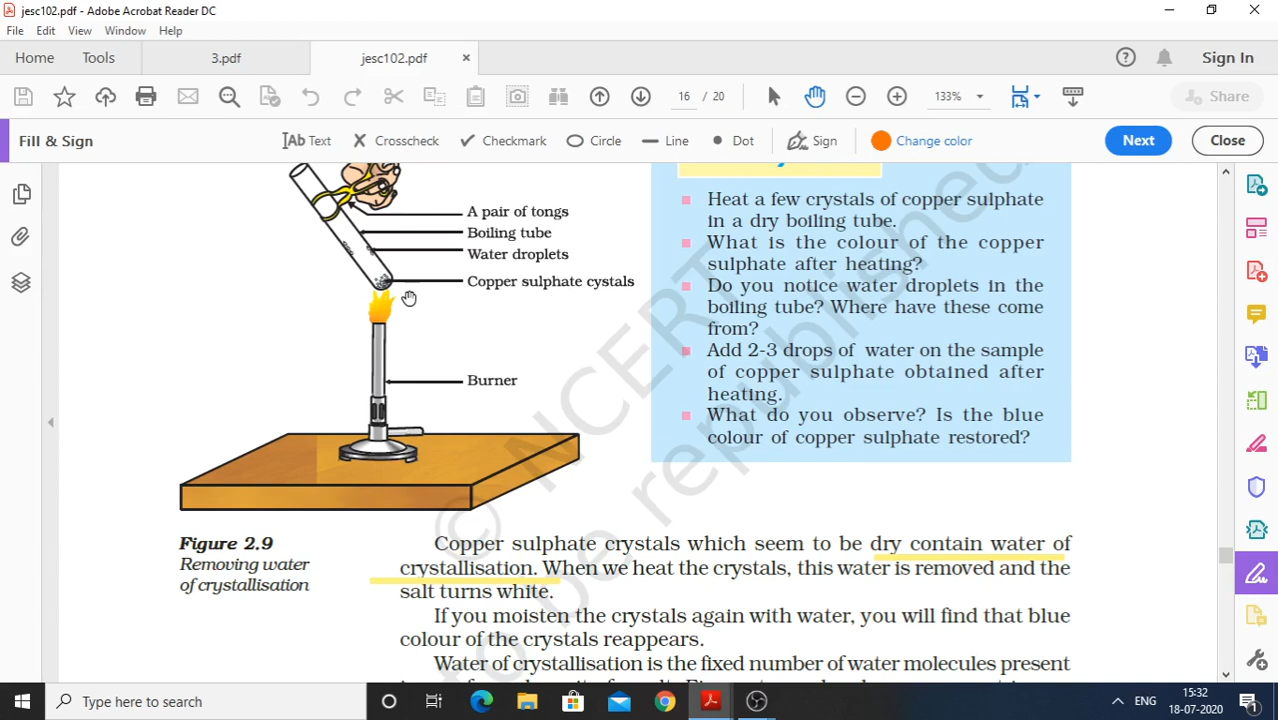 jesc102.pdf - Adobe Acrobat Reader DC
File Edit View Window Help
Home Tools 3.pdf jesc102.pdf × Sign In
16 / 20 133% Share
Fill & Sign Ab Text Crosscheck Checkmark Circle Line Dot Sign Change color Next Close
A pair of tongs
Boiling tube
Water droplets
Copper sulphate cystals
Burner
Heat a few crystals of copper sulphate
in a dry boiling tube.
What is the colour of the copper
sulphate after heating?
Do you notice water droplets in the
boiling tube? Where have these come
from?
Add 2-3 drops of water on the sample
of copper sulphate obtained after
heating.
What do you observe? Is the blue
colour of copper sulphate restored?
© NCERT
to be republished
Figure 2.9
Removing water
of crystallisation
Copper sulphate crystals which seem to be dry contain water of
crystallisation. When we heat the crystals, this water is removed and the
salt turns white.
If you moisten the crystals again with water, you will find that blue
colour of the crystals reappears.
Water of crystallisation is the fixed number of water molecules present
Type here to search
ENG
15:32
18-07-2020
1